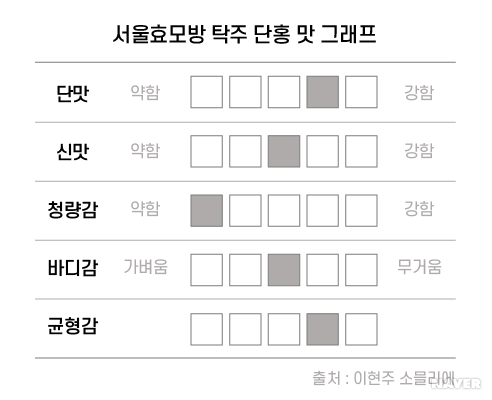 서울효모방 탁주 단홍 맛 그래프
단맛 약함 강함
신맛 약함 강함
청량감 약함 강함
바디감 가벼움 무거움
균형감
출처 : 이현주 소믈리에
NAVER